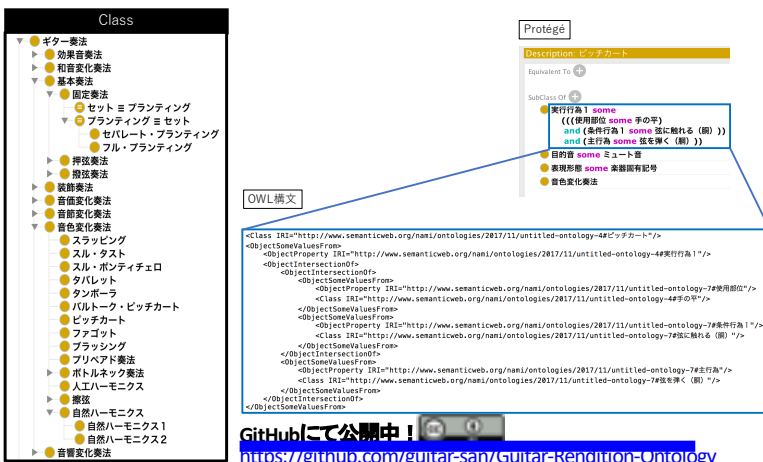 Class
ギター奏法
効果音奏法
和音変化奏法
基本奏法
固定奏法
セット ≡ プランティング
プランティング ≡ セット
セパレート・プランティング
フル・プランティング
押弦奏法
撥弦奏法
装飾奏法
音価変化奏法
音節変化奏法
音色変化奏法
スラッピング
スル・タスト
スル・ポンティチェロ
タバレット
タンボーラ
バルトーク・ピッチカート
ピッチカート
ファゴット
ブラッシング
プリペアド奏法
ボトルネック奏法
人工ハーモニクス
擦弦
自然ハーモニクス
自然ハーモニクス1
自然ハーモニクス2
音響変化奏法
Protégé
Description: ピッチカート
Equivalent To
SubClass Of
実行行為1 some
(((使用部位 some 手の平)
and (条件行為1 some 弦に触れる（胴）))
and (主行為 some 弦を弾く（胴）))
目的音 some ミュート音
表現形態 some 楽器固有記号
音色変化奏法
OWL構文
<Class IRI="http://www.semanticweb.org/nami/ontologies/2017/11/untitled-ontology-4#ピッチカート"/>
<ObjectSomeValuesFrom>
<ObjectProperty IRI="http://www.semanticweb.org/nami/ontologies/2017/11/untitled-ontology-4#実行行為1"/>
<ObjectIntersectionOf>
<ObjectIntersectionOf>
<ObjectSomeValuesFrom>
<ObjectProperty IRI="http://www.semanticweb.org/nami/ontologies/2017/11/untitled-ontology-7#使用部位"/>
<Class IRI="http://www.semanticweb.org/nami/ontologies/2017/11/untitled-ontology-4#手の平"/>
</ObjectSomeValuesFrom>
<ObjectSomeValuesFrom>
<ObjectProperty IRI="http://www.semanticweb.org/nami/ontologies/2017/11/untitled-ontology-7#条件行為1"/>
<Class IRI="http://www.semanticweb.org/nami/ontologies/2017/11/untitled-ontology-7#弦に触れる（胴）"/>
</ObjectSomeValuesFrom>
</ObjectIntersectionOf>
<ObjectSomeValuesFrom>
<ObjectProperty IRI="http://www.semanticweb.org/nami/ontologies/2017/11/untitled-ontology-7#主行為"/>
<Class IRI="http://www.semanticweb.org/nami/ontologies/2017/11/untitled-ontology-7#弦を弾く（胴）"/>
</ObjectSomeValuesFrom>
</ObjectIntersectionOf>
</ObjectSomeValuesFrom>
GitHubにて公開中！
https://github.com/guitar-san/Guitar-Rendition-Ontology